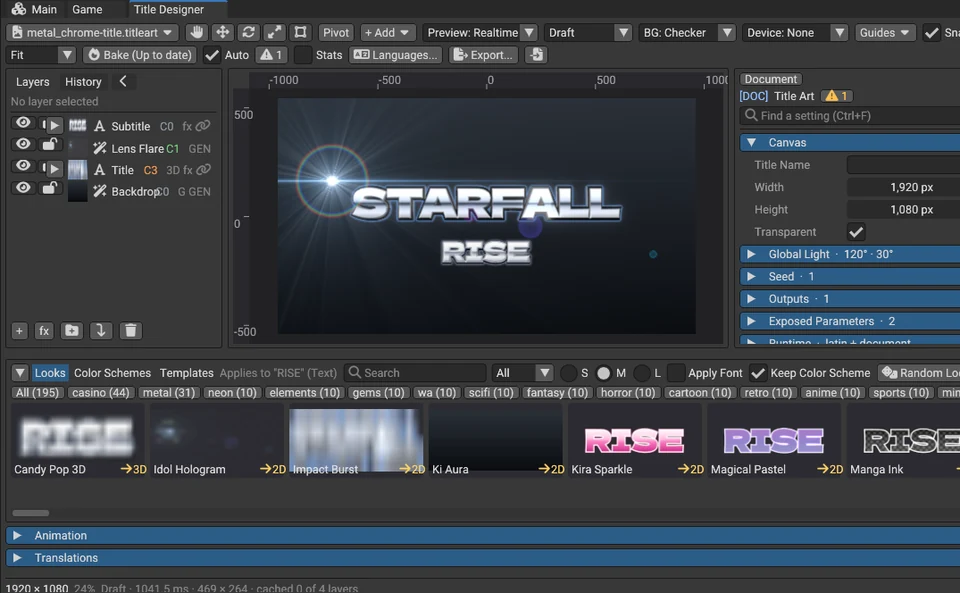 Main Game Title Designer
metal_chrome-title.titleart Pivot + Add Preview: Realtime Draft BG: Checker Device: None Guides
Fit Bake (Up to date) Auto 1 Stats Languages... Export...
Layers History
No layer selected
Subtitle C0 fx
Lens Flare C1 GEN
Title C3 3D fx
Backdrop G GEN
-1000 -500 0 500
500
0
-500
STARFALL
RISE
Document
[DOC] Title Art 1
Find a setting (Ctrl+F)
Canvas
Title Name
Width 1,920 px
Height 1,080 px
Transparent
Global Light · 120° · 30°
Seed · 1
Outputs · 1
Exposed Parameters · 2
Runtime · latin + document
+ fx
Looks Color Schemes Templates Applies to "RISE" (Text) Search All S M L Apply Font Keep Color Scheme Random
All (195) casino (44) metal (31) neon (10) elements (10) gems (10) wa (10) scifi (10) fantasy (10) horror (10) cartoon (10) retro (10) anime (10) sports (10)
RISE RISE RISE RISE
Candy Pop 3D →3D Idol Hologram →2D Impact Burst →2D Ki Aura →2D Kira Sparkle →2D Magical Pastel →2D Manga Ink
Animation
Translations
1920 × 1080 24% Draft · 1041.5 ms · 469 × 264 · cached 0 of 4 layers